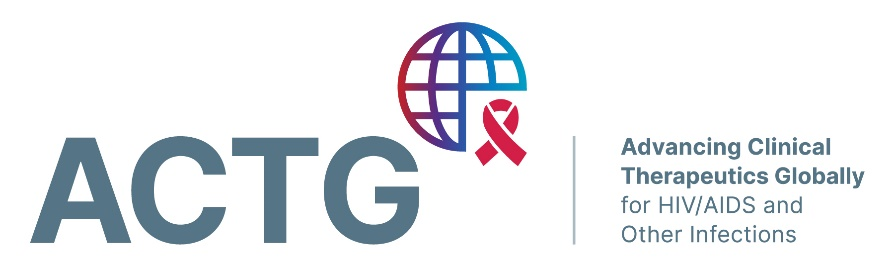 ACTG
Advancing Clinical
Therapeutics Globally
for HIV/AIDS and
Other Infections